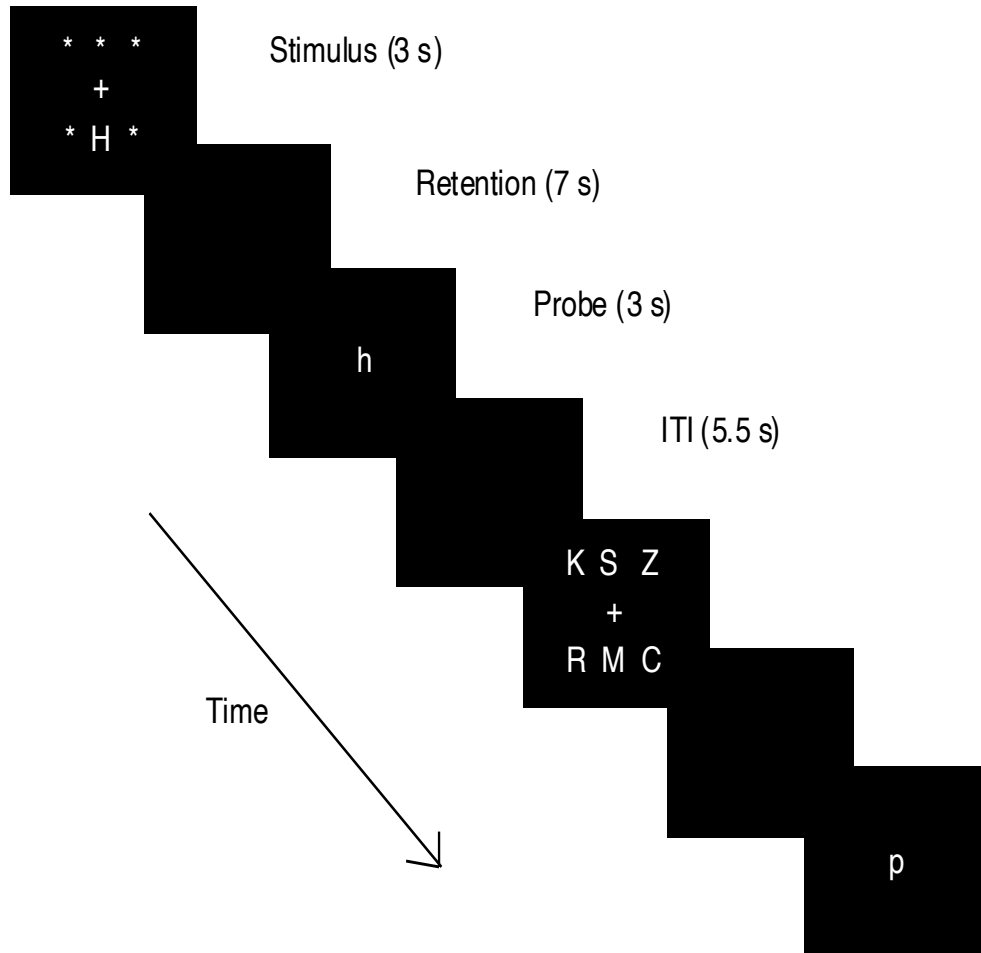 * * *
Stimulus (3 s)
+
* H *
Retention (7 s)
Probe (3 s)
h
ITI (5.5 s)
K S Z
+
R M C
Time
p